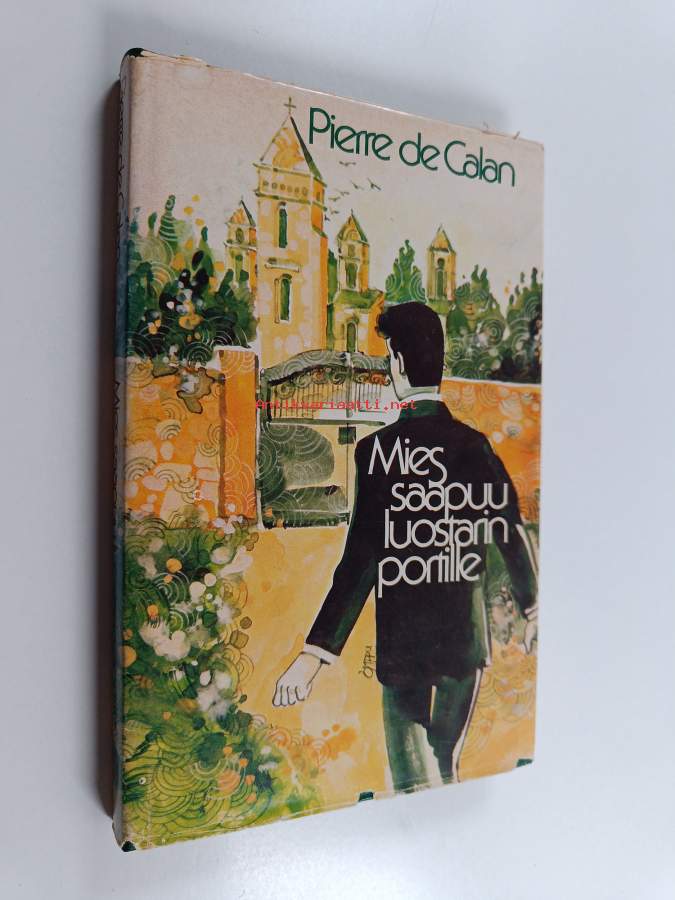 Pierre de Calan
Antikvariaatti.net
Mies
saapuu
luostarin
portille